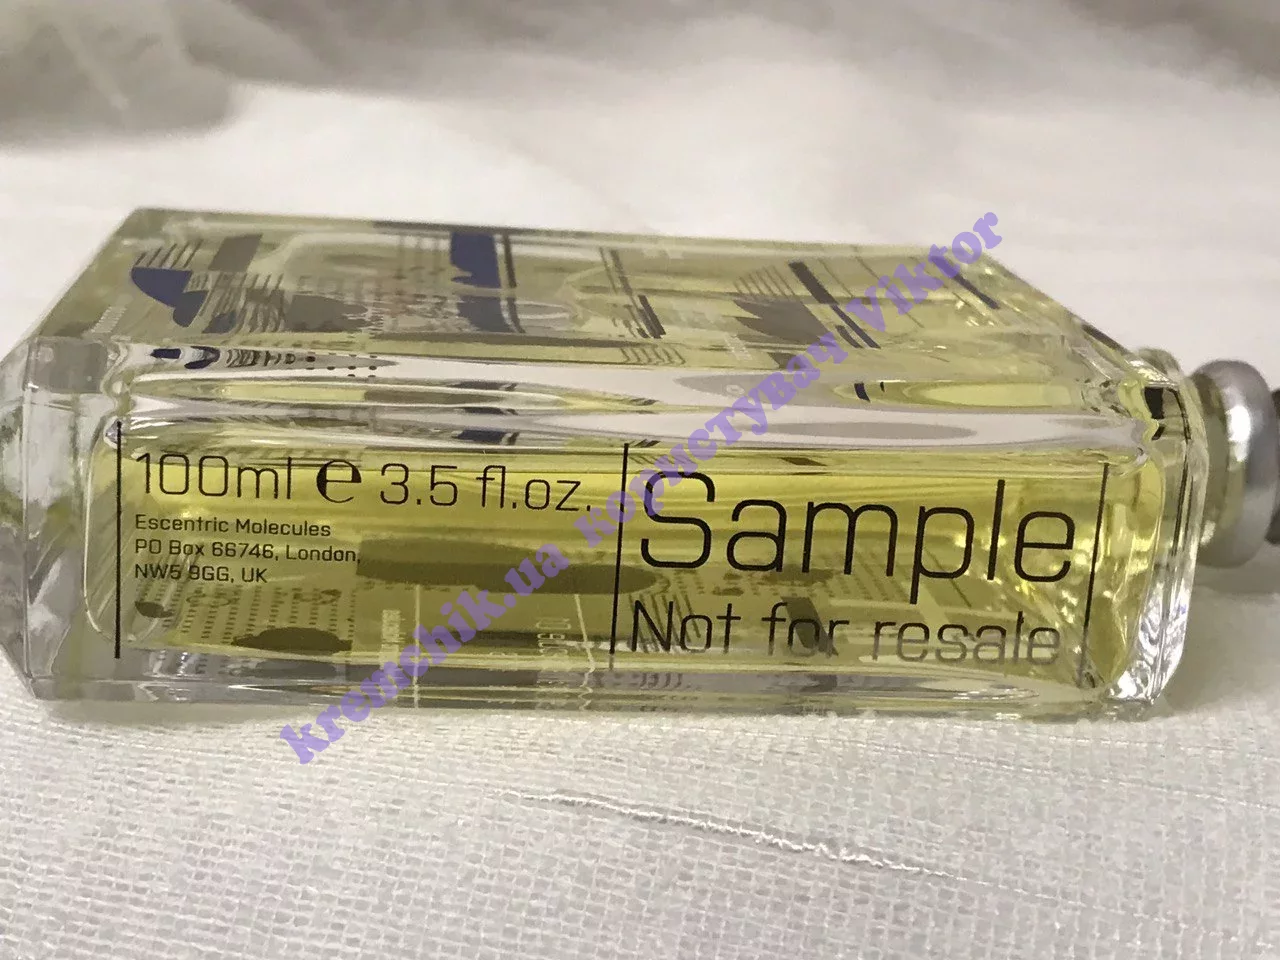 100ml ℮ 3.5 fl.oz.
Escentric Molecules
PO Box 66746, London,
NW5 9GG, UK
Sample
Not for resale
kremchik.ua користувач Viktor